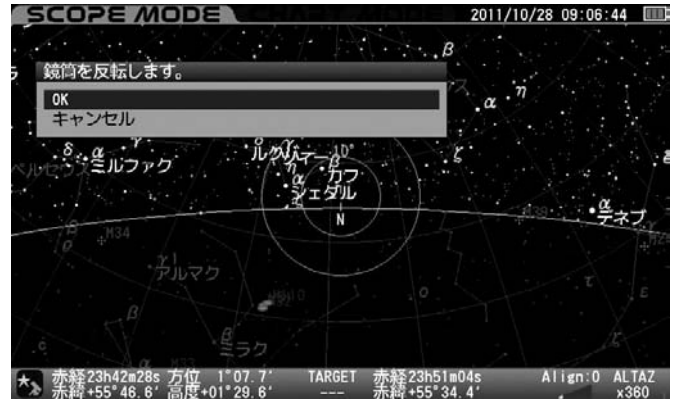 SCOPE MODE
2011/10/28 09:06:44
鏡筒を反転します。
OK
キャンセル
β
α
η
δ
α
γ
ミルファク
ルクバー
β
10°
カフ
α
シェダル
ζ
N
α
デネブ
M34
γ1
アルマク
β
β
ミラク
M33
M39
ο
τ
ε
赤経23h42m28s 方位 1°07.7′ TARGET 赤経23h51m04s Align:0 ALTAZ
赤緯+55°46.6′ 高度+01°29.6′ --- 赤緯+55°34.4′ x360